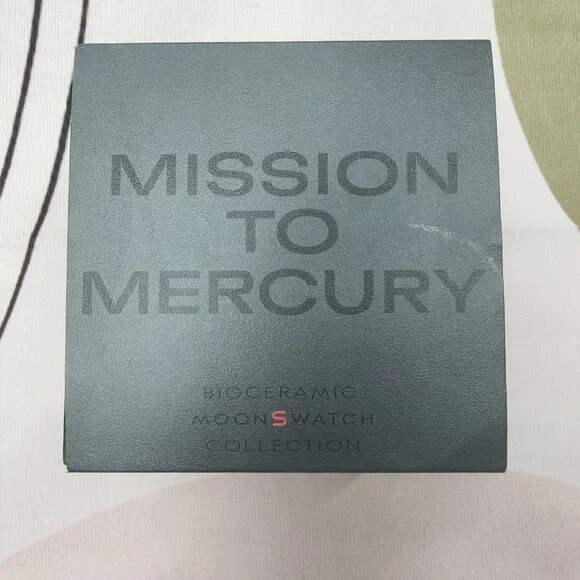 MISSION
TO
MERCURY
BIOCERAMIC
MOONSWATCH
COLLECTION